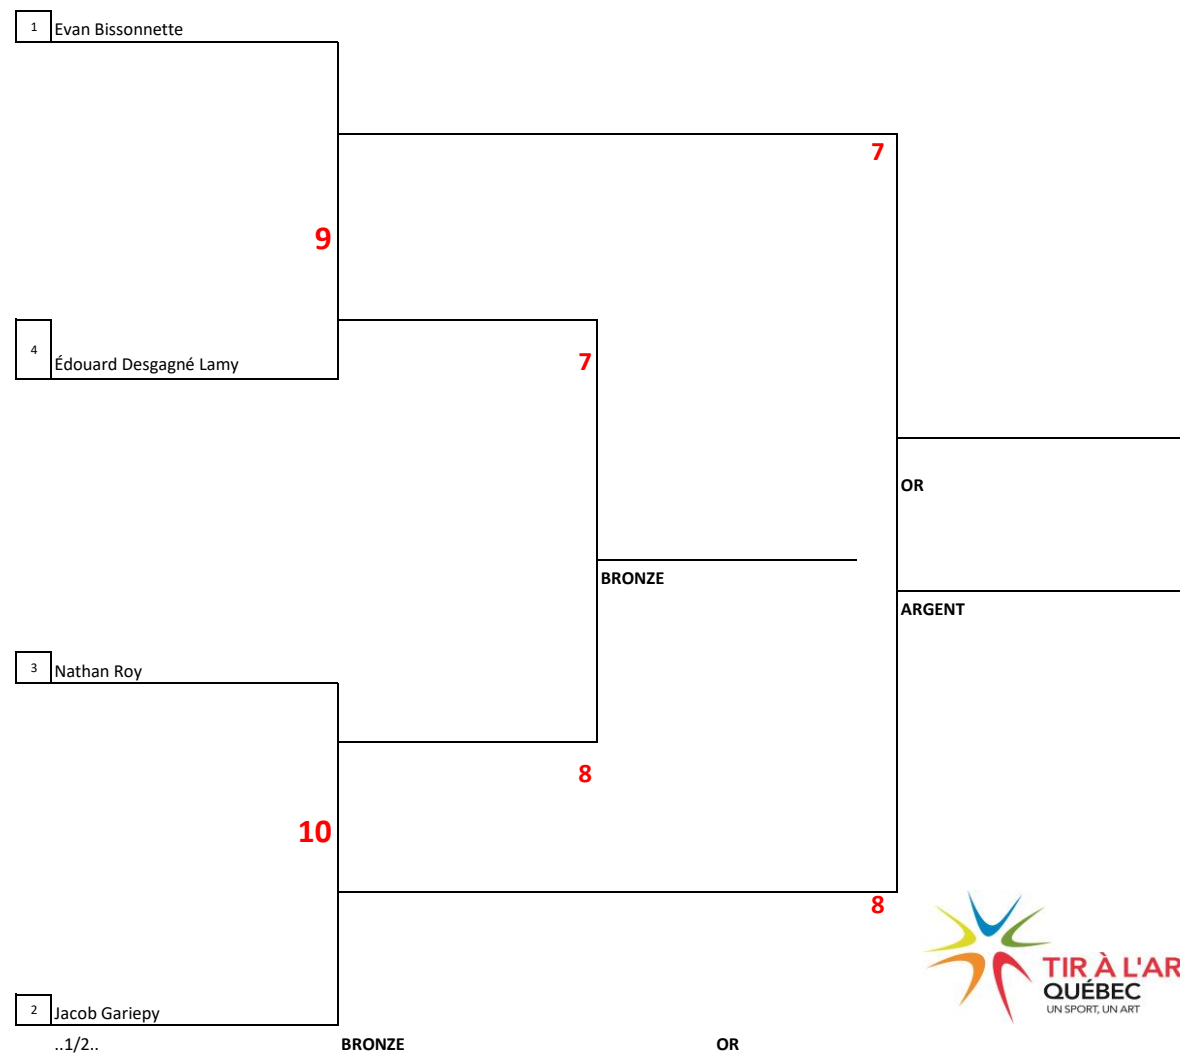 1 Evan Bissonnette
7
9
4 Édouard Desgagné Lamy
7
OR
BRONZE
ARGENT
3 Nathan Roy
8
10
8
TIR À L'AR
QUÉBEC
UN SPORT, UN ART
2 Jacob Gariepy
..1/2.. BRONZE OR